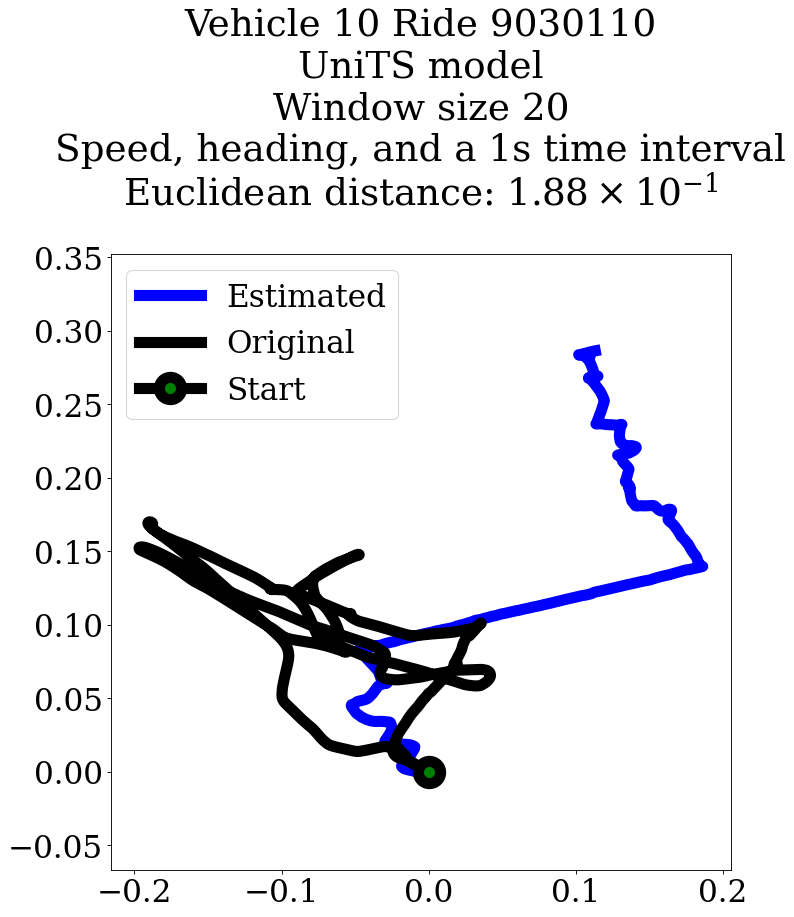 Vehicle 10 Ride 9030110
UniTS model
Window size 20
Speed, heading, and a 1s time interval
Euclidean distance: 1.88 × 10⁻¹
0.35
Estimated
0.30
Original
0.25
Start
0.20
0.15
0.10
0.05
0.00
−0.05
−0.2 −0.1 0.0 0.1 0.2